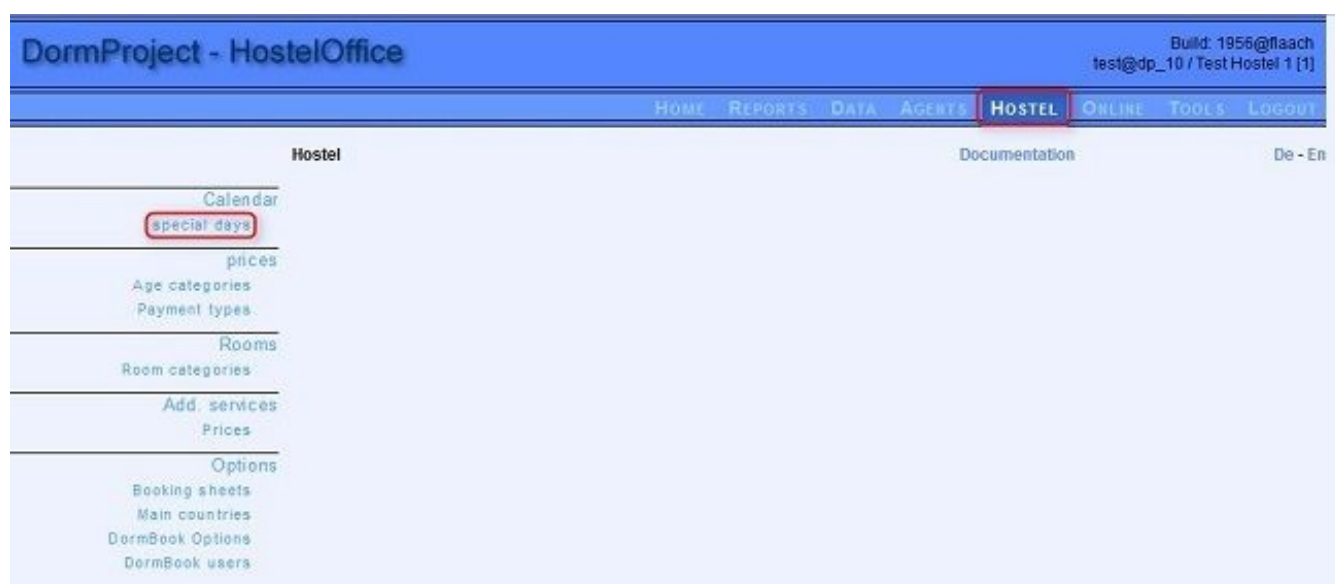 DormProject - HostelOffice
Build: 1956@flaach
test@dp_10 / Test Hostel 1 [1]
HOME REPORTS DATA AGENTS HOSTEL ONLINE TOOLS LOGOUT
Hostel Documentation De - En
Calendar
special days
prices
Age categories
Payment types
Rooms
Room categories
Add. services
Prices
Options
Booking sheets
Main countries
DormBook Options
DormBook users